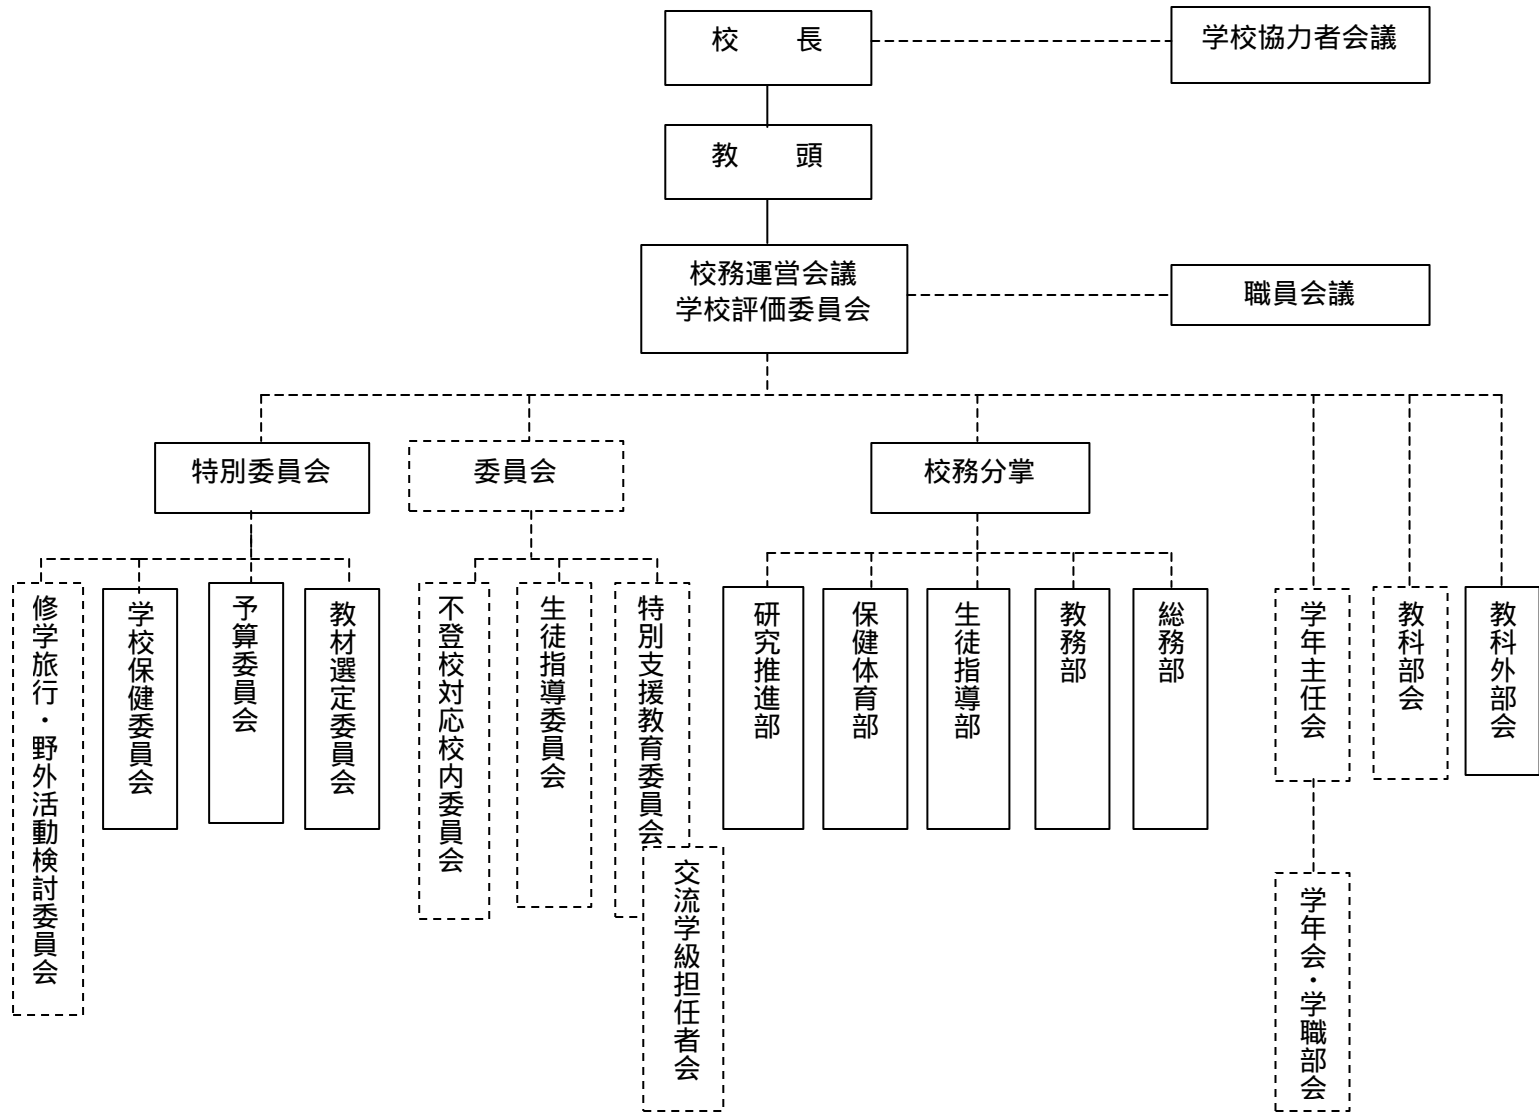 校　　長
学校協力者会議
教　　頭
校務運営会議
学校評価委員会
職員会議
特別委員会
委員会
校務分掌
修学旅行・野外活動検討委員会
学校保健委員会
予算委員会
教材選定委員会
不登校対応校内委員会
生徒指導委員会
特別支援教育委員会
交流学級担任者会
研究推進部
保健体育部
生徒指導部
教務部
総務部
学年主任会
教科部会
教科外部会
学年会・学職部会